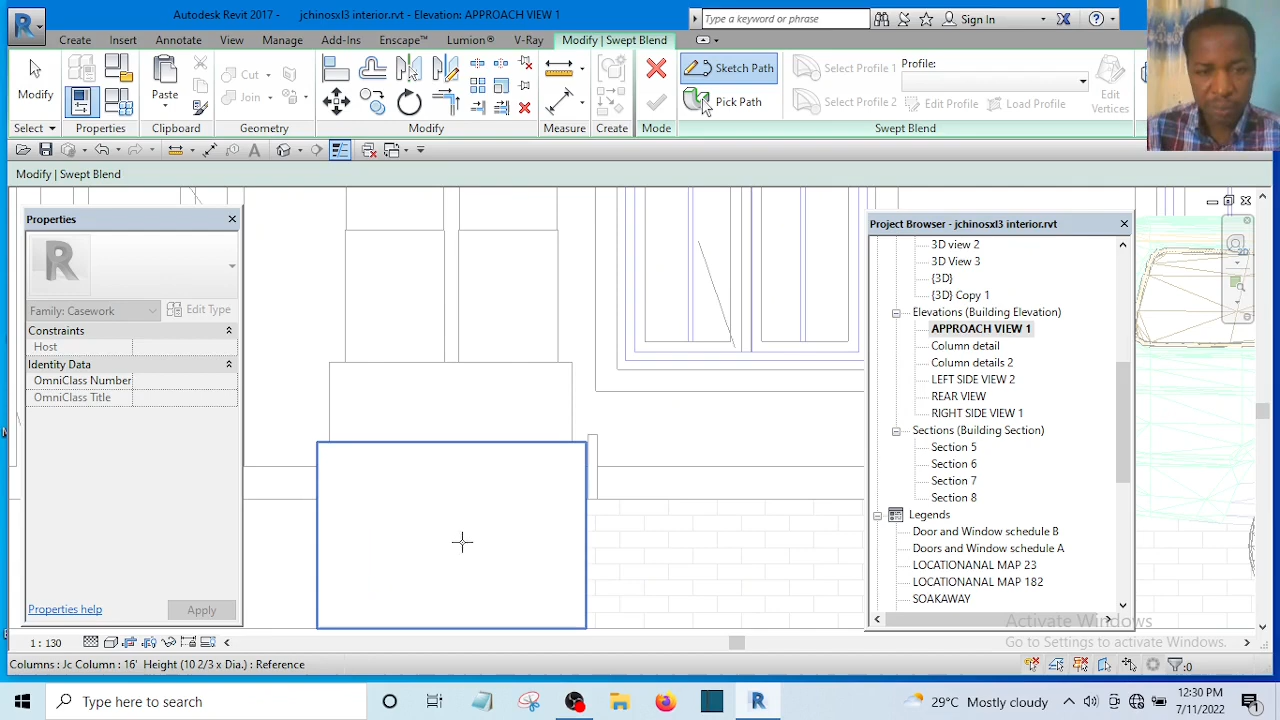 Autodesk Revit 2017 - jchinosxl3 interior.rvt - Elevation: APPROACH VIEW 1
Type a keyword or phrase
Sign In
Create Insert Annotate View Manage Add-Ins Enscape™ Lumion® V-Ray Modify | Swept Blend
Modify
Paste
Cut
Join
Create
Sketch Path
Pick Path
Select Profile 1
Select Profile 2
Profile:
Edit Profile
Load Profile
Edit
Vertices
Select Properties Clipboard Geometry Modify Measure Create Mode Swept Blend
Modify | Swept Blend
Properties
R
Family: Casework
Edit Type
Constraints
Host
Identity Data
OmniClass Number
OmniClass Title
Properties help
Apply
Project Browser - jchinosxl3 interior.rvt
3D view 2
3D View 3
{3D}
{3D} Copy 1
Elevations (Building Elevation)
APPROACH VIEW 1
Column detail
Column details 2
LEFT SIDE VIEW 2
REAR VIEW
RIGHT SIDE VIEW 1
Sections (Building Section)
Section 5
Section 6
Section 7
Section 8
Legends
Door and Window schedule B
Doors and Window schedule A
LOCATIONANAL MAP 23
LOCATIONANAL MAP 182
SOAKAWAY
Activate Windows
Go to Settings to activate Windows.
1 : 130
Columns : Jc Column : 16' Height (10 2/3 x Dia.) : Reference
:0
Type here to search
29°C Mostly cloudy
12:30 PM
7/11/2022